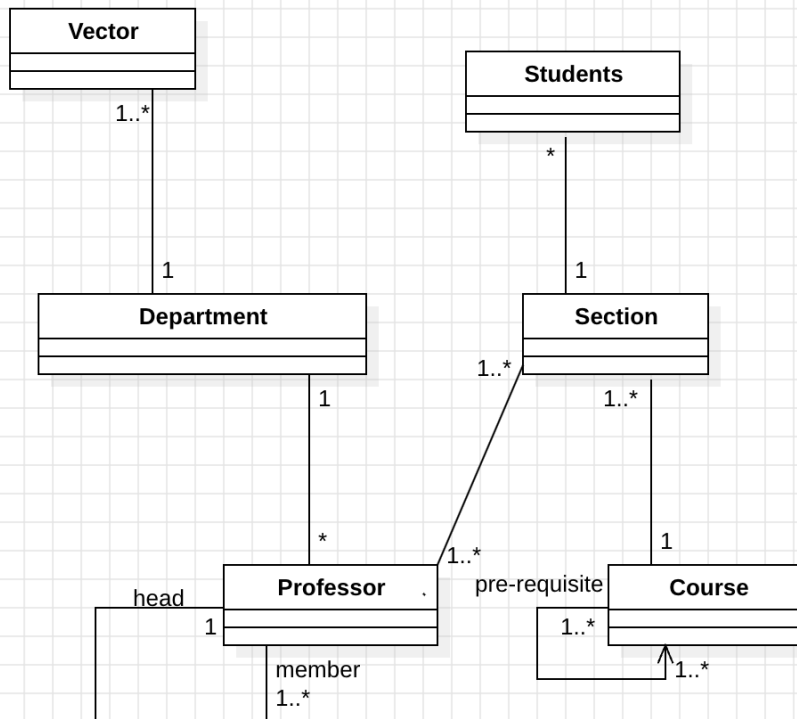 Vector
Students
1..*
*
1
1
Department
Section
1..*
1
1..*
*
1..*
1
Professor
pre-requisite
Course
head
1
1..*
member
1..*
1..*